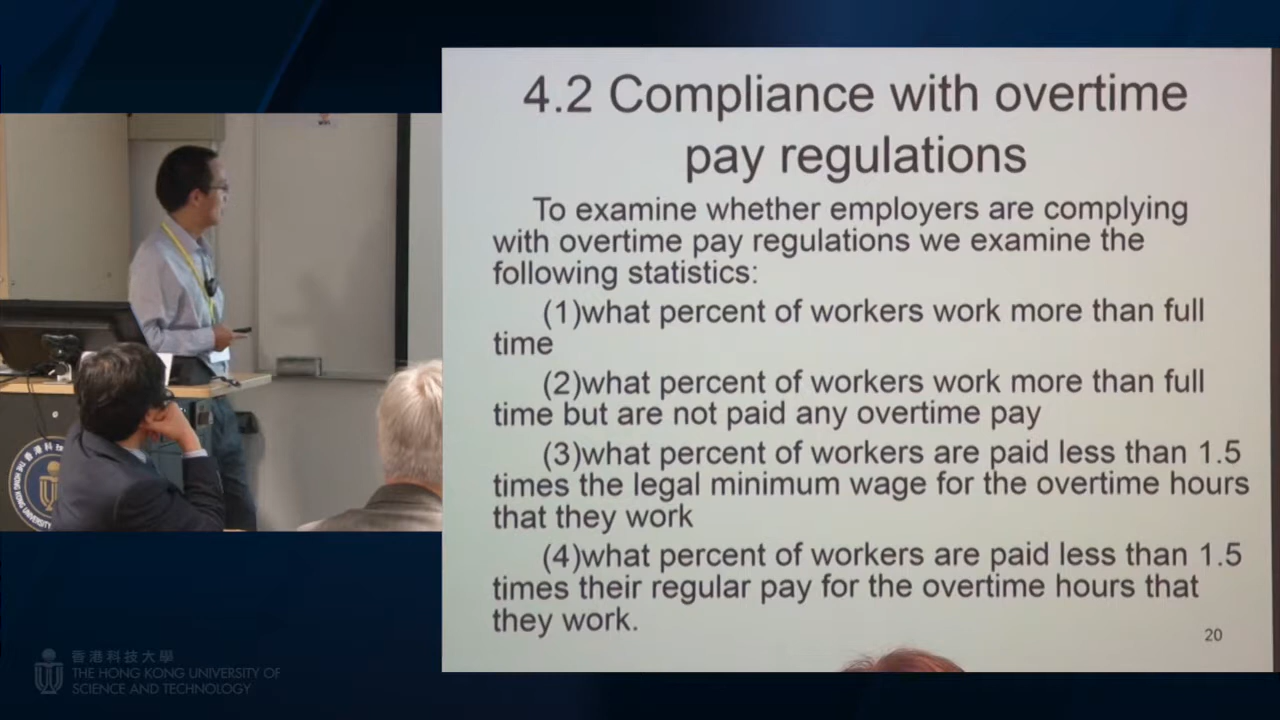 4.2 Compliance with overtime
pay regulations
To examine whether employers are complying
with overtime pay regulations we examine the
following statistics:
(1)what percent of workers work more than full
time
(2)what percent of workers work more than full
time but are not paid any overtime pay
(3)what percent of workers are paid less than 1.5
times the legal minimum wage for the overtime hours
that they work
(4)what percent of workers are paid less than 1.5
times their regular pay for the overtime hours that
they work.
20
香港科技大學
THE HONG KONG UNIVERSITY OF
SCIENCE AND TECHNOLOGY